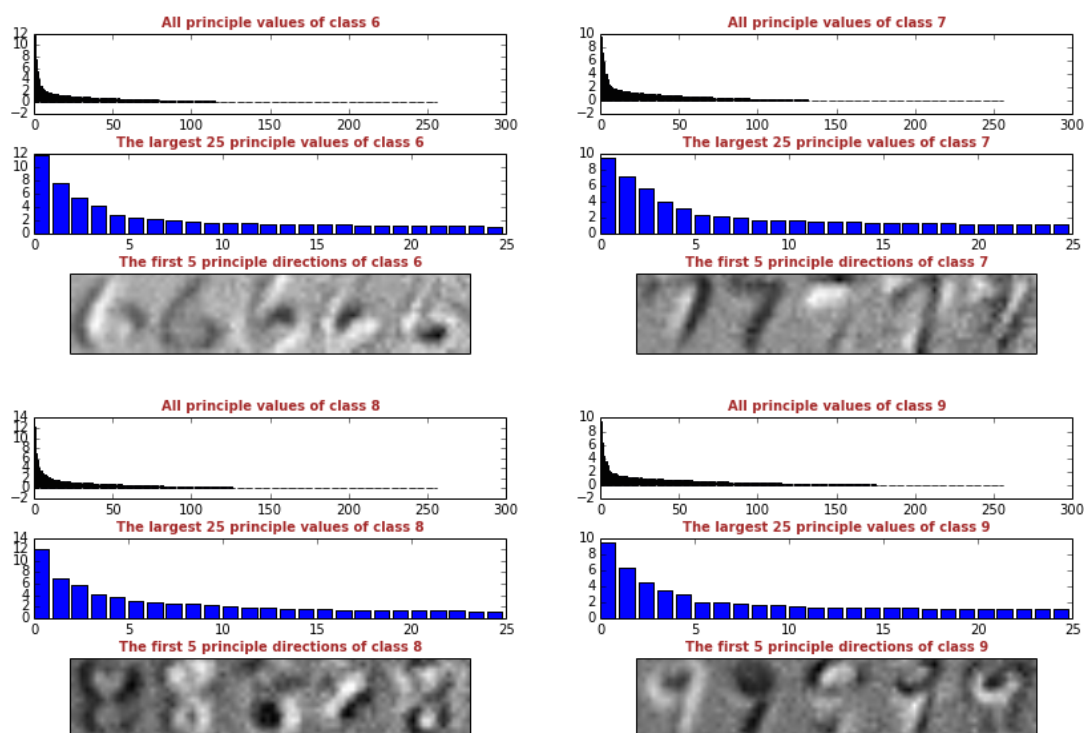 All principle values of class 6
12
10
8
6
4
2
0
−2
0 50 100 150 200 250 300
The largest 25 principle values of class 6
12
10
8
6
4
2
0
0 5 10 15 20 25
The first 5 principle directions of class 6
All principle values of class 7
10
8
6
4
2
0
−2
0 50 100 150 200 250 300
The largest 25 principle values of class 7
10
8
6
4
2
0
0 5 10 15 20 25
The first 5 principle directions of class 7
All principle values of class 8
14
12
10
8
6
4
2
0
−2
0 50 100 150 200 250 300
The largest 25 principle values of class 8
14
12
10
8
6
4
2
0
0 5 10 15 20 25
The first 5 principle directions of class 8
All principle values of class 9
10
8
6
4
2
0
−2
0 50 100 150 200 250 300
The largest 25 principle values of class 9
10
8
6
4
2
0
0 5 10 15 20 25
The first 5 principle directions of class 9